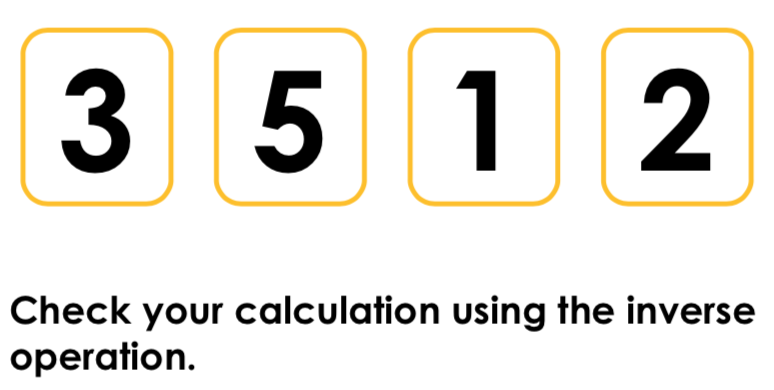 3 5 1 2
Check your calculation using the inverse
operation.